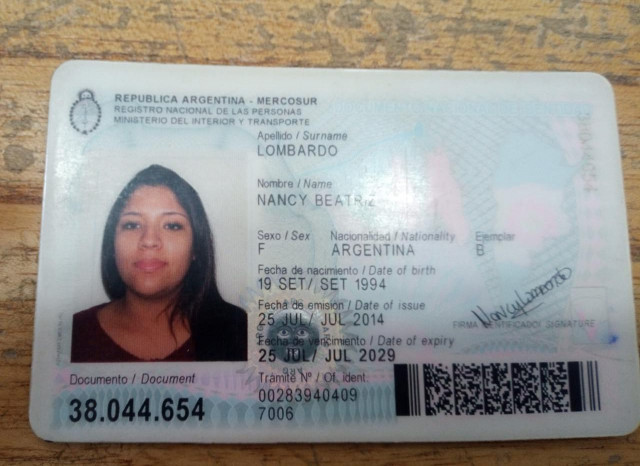 REPUBLICA ARGENTINA - MERCOSUR
REGISTRO NACIONAL DE LAS PERSONAS
MINISTERIO DEL INTERIOR Y TRANSPORTE
Apellido / Surname
LOMBARDO
Nombre / Name
NANCY BEATRIZ
Sexo / Sex Nacionalidad / Nationality Ejemplar
F ARGENTINA B
Fecha de nacimiento / Date of birth
19 SET/ SET 1994
Fecha de emisión / Date of issue
25 JUL/ JUL 2014
FIRMA IDENTIFICADO/ SIGNATURE
Fecha de vencimiento / Date of expiry
25 JUL/ JUL 2029
Documento / Document
38.044.654
Trámite Nº / Of. ident.
00283940409
7006